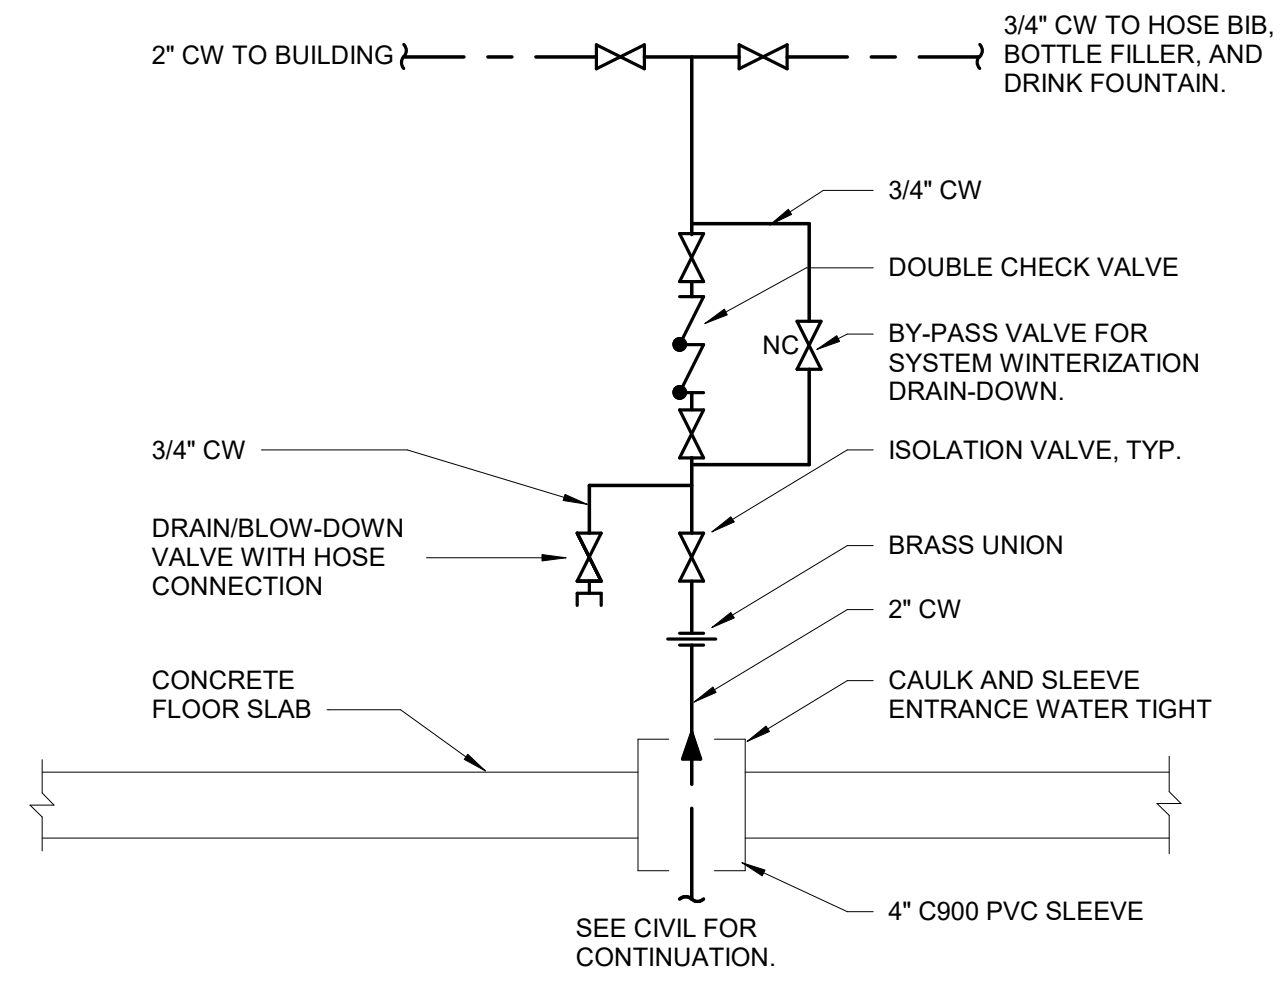 2" CW TO BUILDING
3/4" CW TO HOSE BIB,
BOTTLE FILLER, AND
DRINK FOUNTAIN.
3/4" CW
DOUBLE CHECK VALVE
NC
BY-PASS VALVE FOR
SYSTEM WINTERIZATION
DRAIN-DOWN.
3/4" CW
ISOLATION VALVE, TYP.
DRAIN/BLOW-DOWN
VALVE WITH HOSE
CONNECTION
BRASS UNION
2" CW
CONCRETE
FLOOR SLAB
CAULK AND SLEEVE
ENTRANCE WATER TIGHT
4" C900 PVC SLEEVE
SEE CIVIL FOR
CONTINUATION.